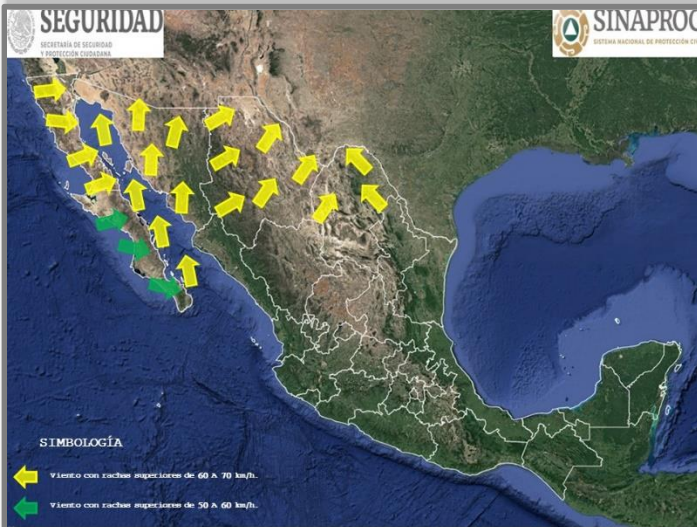 SEGURIDAD
SECRETARÍA DE SEGURIDAD
Y PROTECCIÓN CIUDADANA
SINAPROC
SISTEMA NACIONAL DE PROTECCIÓN CI
SIMBOLOGÍA
Viento con rachas superiores de 60 A 70 km/h.
Viento con rachas superiores de 50 A 60 km/h.